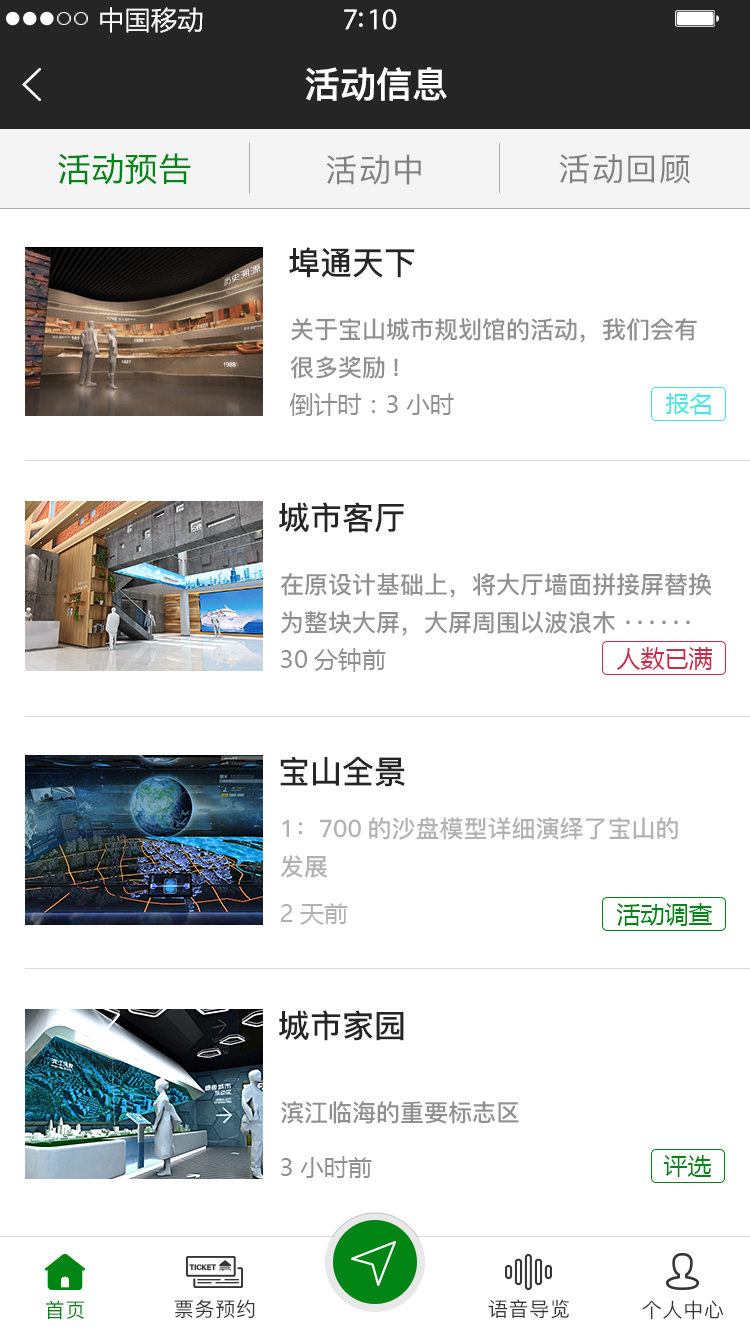 中国移动
7:10
活动信息
活动预告
活动中
活动回顾
历史溯源
1988
埠通天下
关于宝山城市规划馆的活动，我们会有
很多奖励！
倒计时：3 小时
报名
城市客厅
在原设计基础上，将大厅墙面拼接屏替换
为整块大屏，大屏周围以波浪木 ······
30 分钟前
人数已满
宝山全景
1：700 的沙盘模型详细演绎了宝山的
发展
2 天前
活动调查
城市家园
滨江临海的重要标志区
3 小时前
评选
首页
TICKET
票务预约
语音导览
个人中心